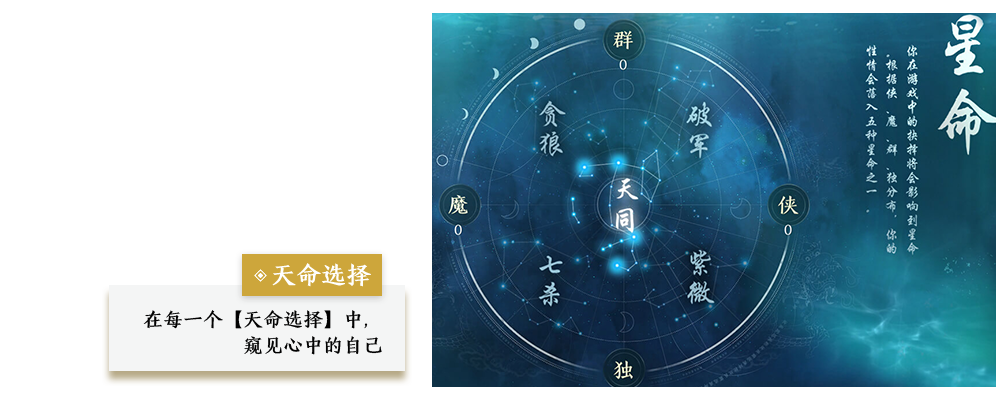 天命选择
在每一个【天命选择】中，
窥见心中的自己
群
0
贪狼
破军
魔
0
天同
侠
0
七杀
紫微
独
星命
你在游戏中的抉择将会影响到星命
，根据侠、魔、群、独分布，你的
性情会落入五种星命之一。